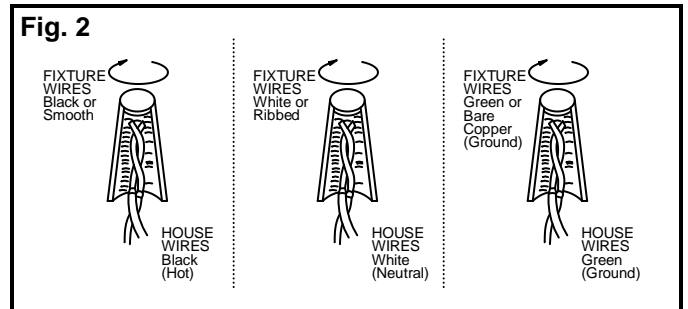 Fig. 2
FIXTURE
WIRES
Black or
Smooth
HOUSE
WIRES
Black
(Hot)
FIXTURE
WIRES
White or
Ribbed
HOUSE
WIRES
White
(Neutral)
FIXTURE
WIRES
Green or
Bare
Copper
(Ground)
HOUSE
WIRES
Green
(Ground)